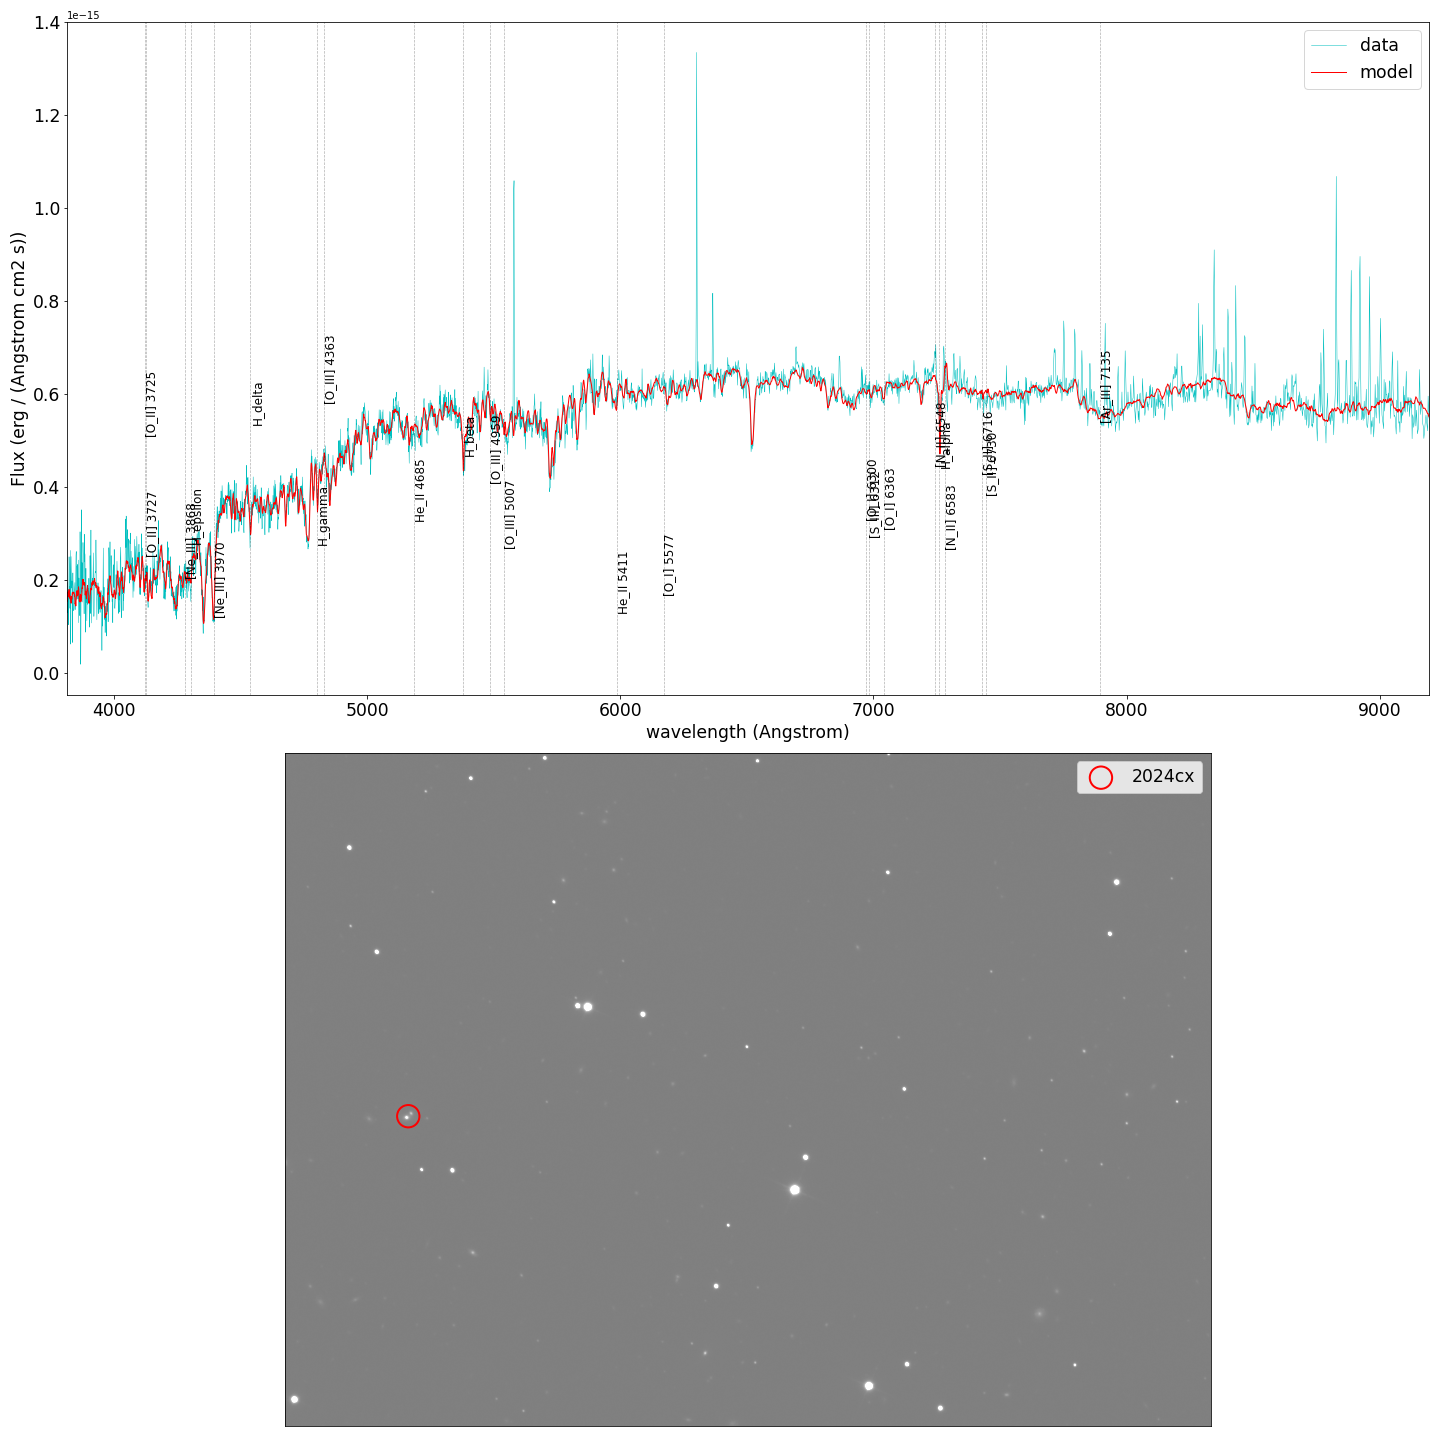 1e−15
1.4
1.2
1.0
0.8
0.6
0.4
0.2
0.0
Flux (erg / (Angstrom cm2 s))
data
model
[O_II] 3725
[O_II] 3727
[Ne_III] 3868
H_epsilon
[Ne_III] 3970
H_delta
H_gamma
[O_III] 4363
He_II 4685
H_beta
[O_III] 4959
[O_III] 5007
He_II 5411
[O_I] 5577
[O_I] 6300
[S_III] 6312
[O_I] 6363
[N_II] 6548
H_alpha
[N_II] 6583
[S_II] 6716
[S_II] 6730
[Ar_III] 7135
4000
5000
6000
7000
8000
9000
wavelength (Angstrom)
2024cx